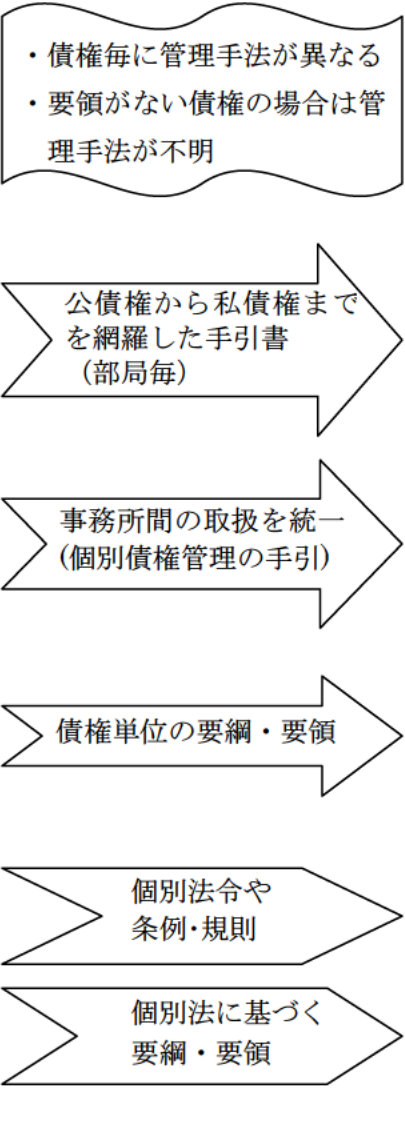 ・債権毎に管理手法が異なる
・要領がない債権の場合は管
理手法が不明
公債権から私債権まで
を網羅した手引書
（部局毎）
事務所間の取扱を統一
(個別債権管理の手引)
債権単位の要綱・要領
個別法令や
条例･規則
個別法に基づく
要綱・要領